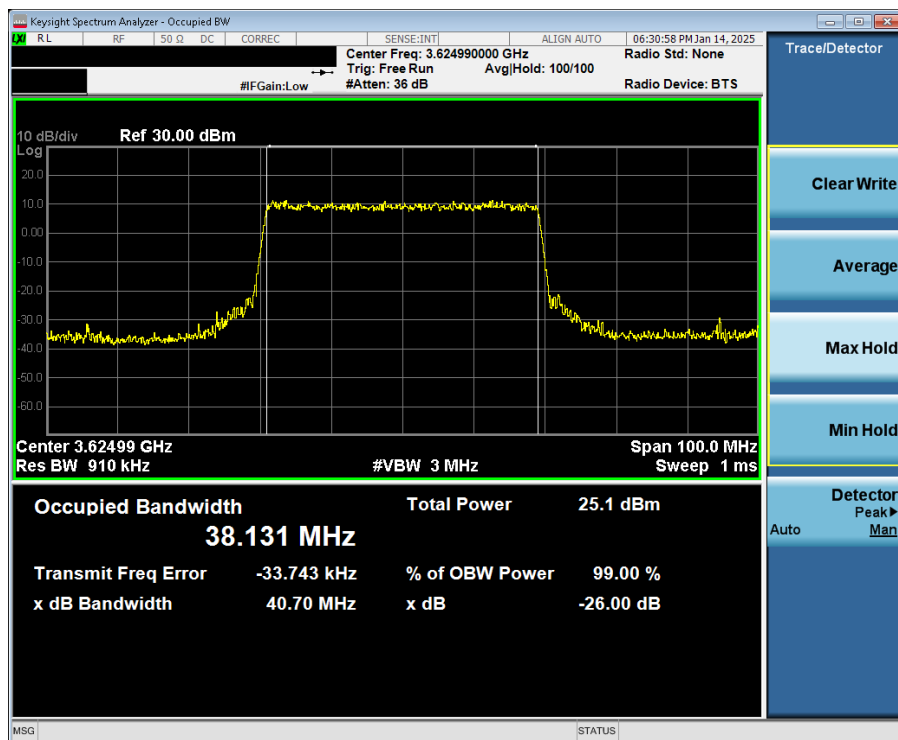 Keysight Spectrum Analyzer - Occupied BW
LXI RL RF 50 Ω DC CORREC SENSE:INT ALIGN AUTO 06:30:58 PM Jan 14, 2025
Center Freq: 3.624990000 GHz Radio Std: None
Trig: Free Run Avg|Hold: 100/100
#IFGain:Low #Atten: 36 dB Radio Device: BTS
10 dB/div Ref 30.00 dBm
Log
20.0
10.0
0.00
-10.0
-20.0
-30.0
-40.0
-50.0
-60.0
Center 3.62499 GHz Span 100.0 MHz
Res BW 910 kHz #VBW 3 MHz Sweep 1 ms
Occupied Bandwidth Total Power 25.1 dBm
38.131 MHz
Transmit Freq Error -33.743 kHz % of OBW Power 99.00 %
x dB Bandwidth 40.70 MHz x dB -26.00 dB
Trace/Detector
Clear Write
Average
Max Hold
Min Hold
Detector
Peak▶
Auto Man
MSG STATUS